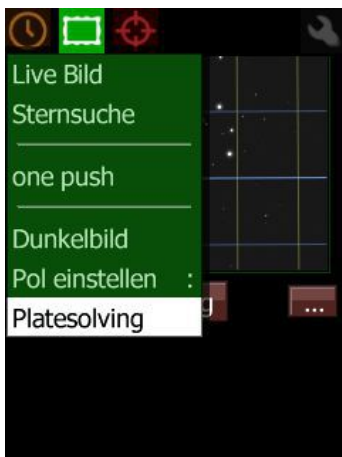 Live Bild
Sternsuche
one push
Dunkelbild
Pol einstellen :
Platesolving
g
...